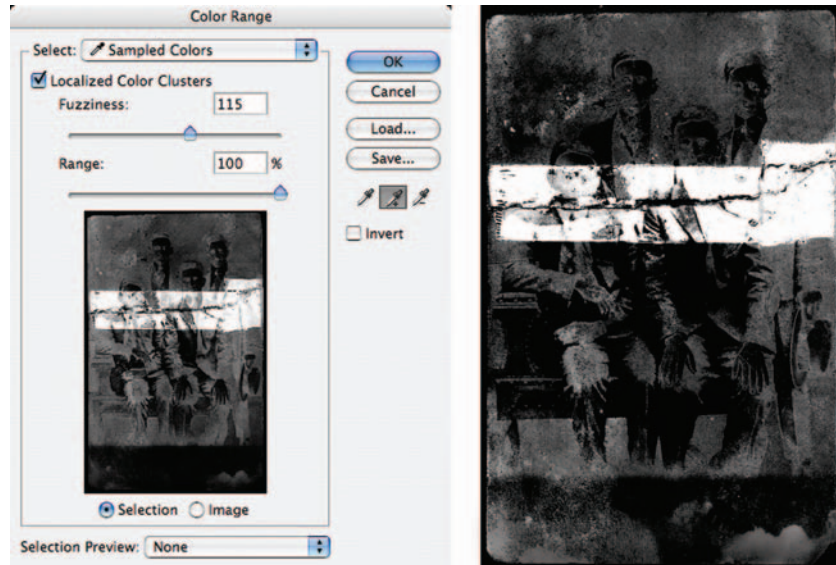 Color Range
Select: Sampled Colors
Localized Color Clusters
Fuzziness: 115
Range: 100 %
Selection Image
Selection Preview: None
OK
Cancel
Load...
Save...
Invert